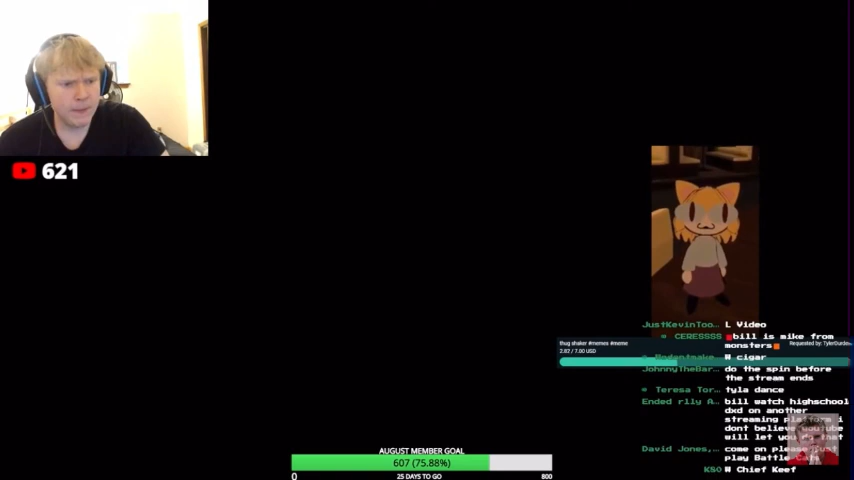 621
JustKevinToo… L Video
CERESSSS bill is mike from
monsters
thug shaker #memes #meme
Requested by: TylerDurden
2.82 / 7.00 USD
W cigar
JohnnyTheBar… do the spin before
the stream ends
Teresa Tor… tyla dance
Ended rlly A… bill watch highschool
dxd on another
streaming platform i
dont believe youtube
will let you do that
David Jones,… come on please just
play Battle Cats
KSO W Chief Keef
AUGUST MEMBER GOAL
607 (75.88%)
0
25 DAYS TO GO
800